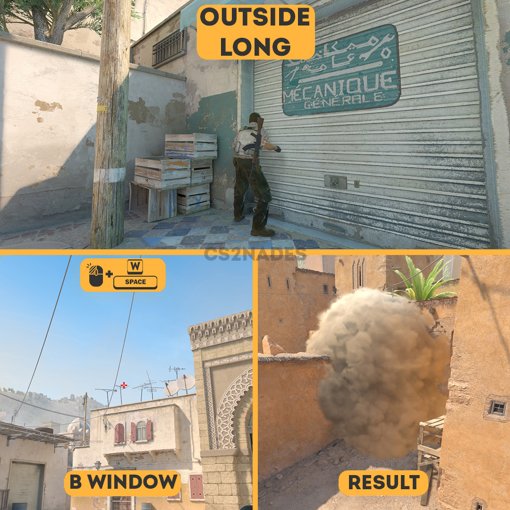 OUTSIDE
LONG
MÉCANIQUE
GÉNÉRALE
CS2NADES
+
W
SPACE
B WINDOW
RESULT